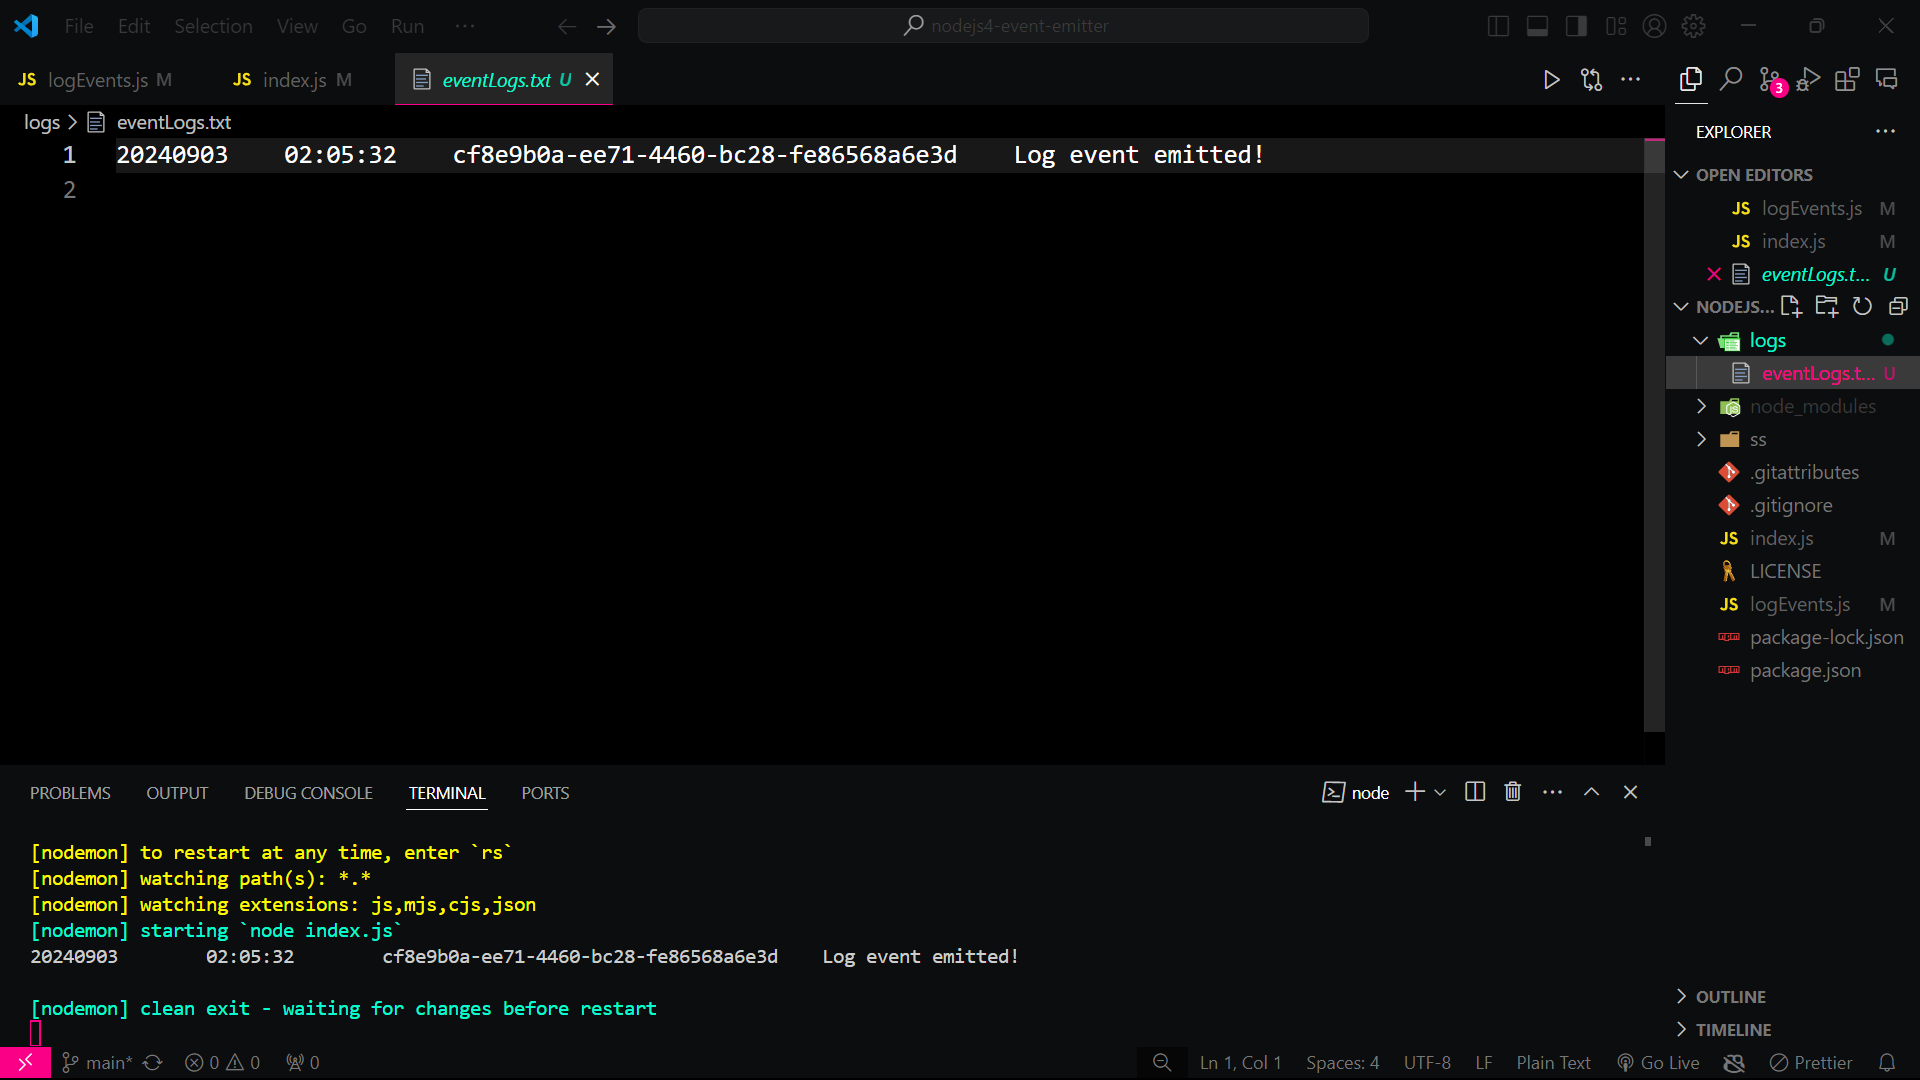 File Edit Selection View Go Run ··· nodejs4-event-emitter
JS logEvents.js M JS index.js M eventLogs.txt U
logs > eventLogs.txt
1 20240903 02:05:32 cf8e9b0a-ee71-4460-bc28-fe86568a6e3d Log event emitted!
2
3
EXPLORER
OPEN EDITORS
JS logEvents.js M
JS index.js M
eventLogs.t... U
NODEJS...
logs
eventLogs.t... U
node_modules
ss
.gitattributes
.gitignore
JS index.js M
LICENSE
JS logEvents.js M
package-lock.json
package.json
OUTLINE
TIMELINE
PROBLEMS OUTPUT DEBUG CONSOLE TERMINAL PORTS node
[nodemon] to restart at any time, enter `rs`
[nodemon] watching path(s): *.*
[nodemon] watching extensions: js,mjs,cjs,json
[nodemon] starting `node index.js`
20240903 02:05:32 cf8e9b0a-ee71-4460-bc28-fe86568a6e3d Log event emitted!
[nodemon] clean exit - waiting for changes before restart
main* 0 0 0 Ln 1, Col 1 Spaces: 4 UTF-8 LF Plain Text Go Live Prettier